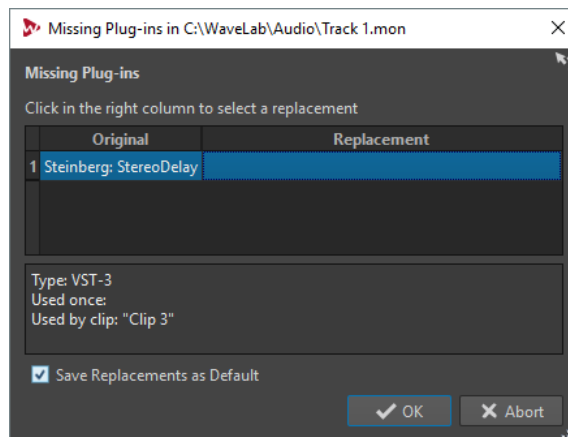 Missing Plug-ins in C:\WaveLab\Audio\Track 1.mon
Missing Plug-ins
Click in the right column to select a replacement
Original Replacement
1 Steinberg: StereoDelay
Type: VST-3
Used once:
Used by clip: "Clip 3"
Save Replacements as Default
OK Abort